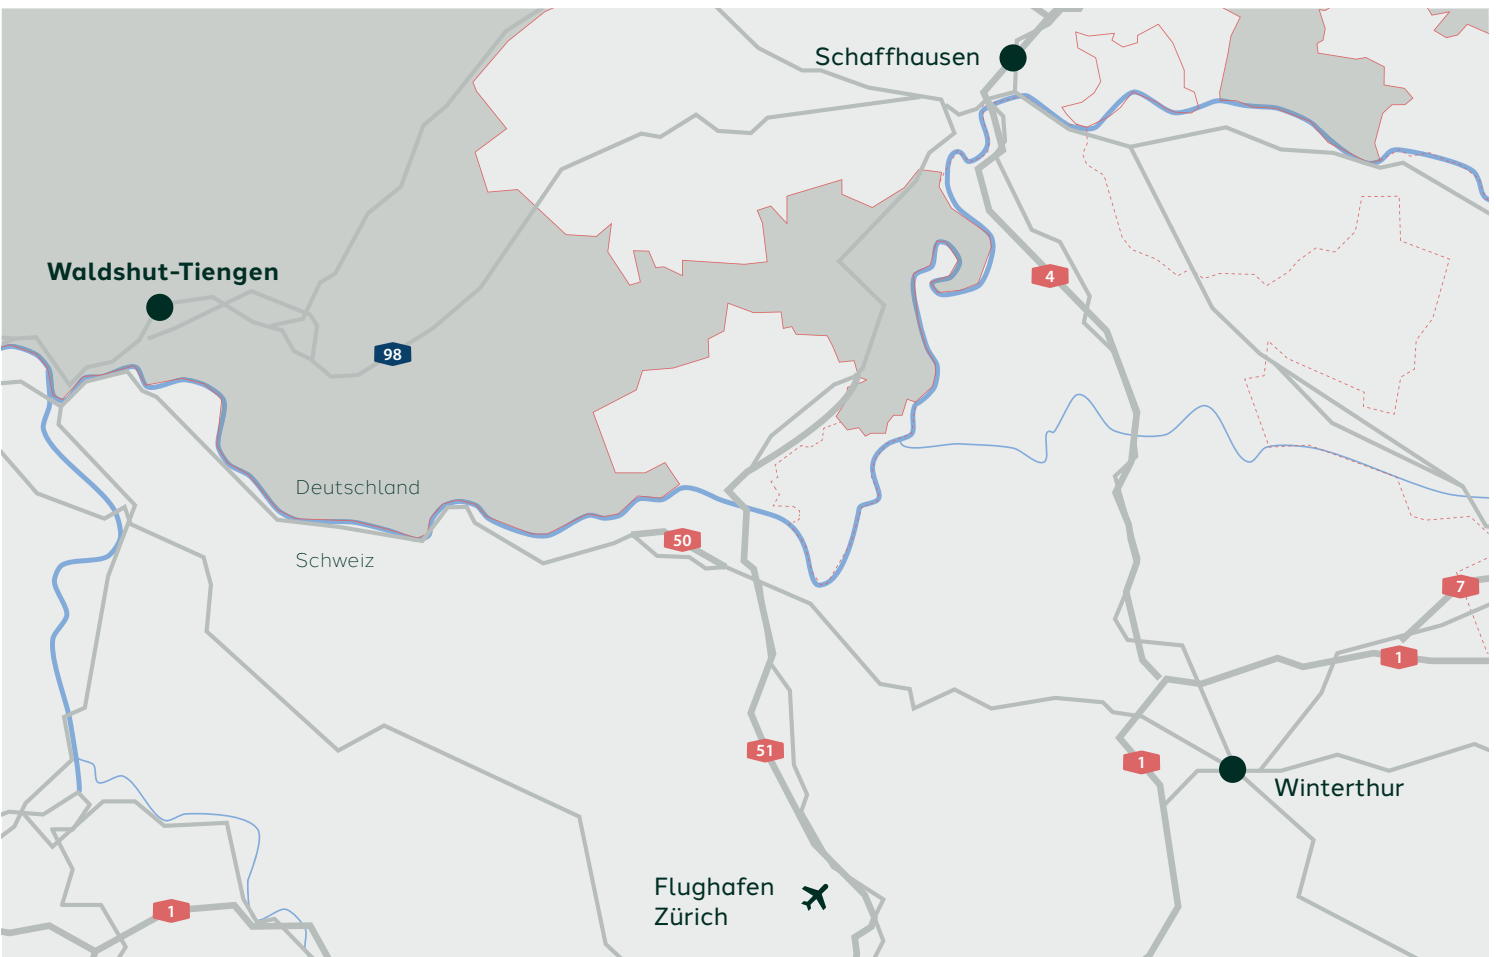 Schaffhausen
Waldshut-Tiengen
4
98
Deutschland
50
Schweiz
7
1
51
1
Winterthur
Flughafen
Zürich
1